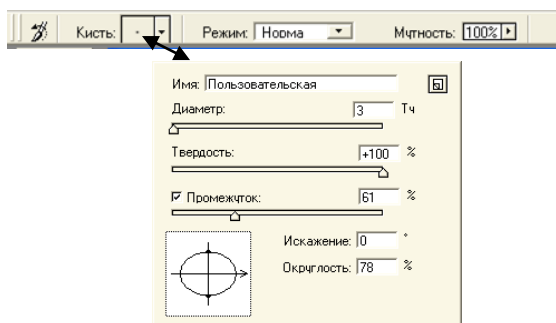 Кисть: Режим: Норма Мутность: 100%
Имя: Пользовательская
Диаметр: 3 Тч
Твердость: +100 %
Промежуток: 61 %
Искажение: 0 °
Округлость: 78 %